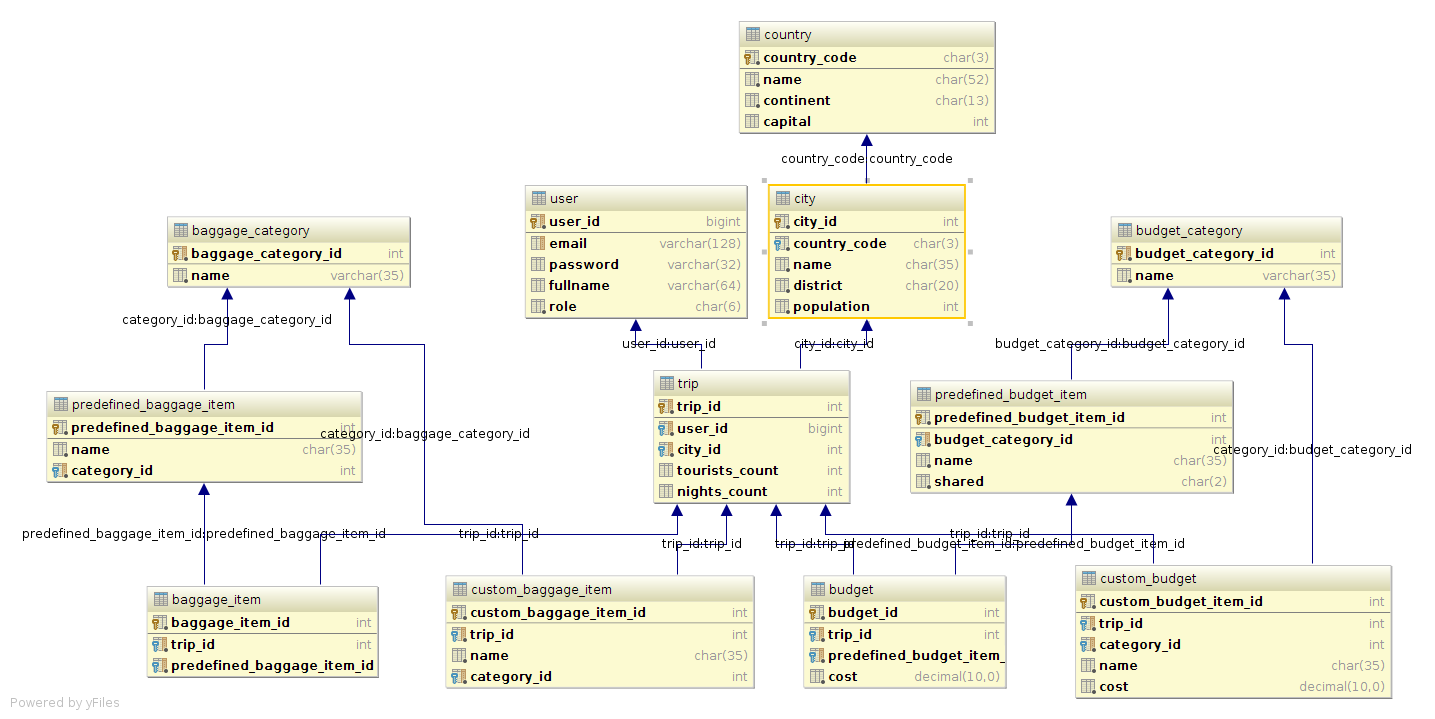 country
country_code char(3)
name char(52)
continent char(13)
capital int
country_code:country_code
user
user_id bigint
email varchar(128)
password varchar(32)
fullname varchar(64)
role char(6)
city
city_id int
country_code char(3)
name char(35)
district char(20)
population int
baggage_category
baggage_category_id int
name varchar(35)
budget_category
budget_category_id int
name varchar(35)
category_id:baggage_category_id
user_id:user_id
city_id:city_id
budget_category_id:budget_category_id
trip
trip_id int
user_id bigint
city_id int
tourists_count int
nights_count int
predefined_baggage_item
predefined_baggage_item_id int
name char(35)
category_id int
category_id:baggage_category_id
predefined_budget_item
predefined_budget_item_id int
budget_category_id int
name char(35)
shared char(2)
category_id:budget_category_id
predefined_baggage_item_id:predefined_baggage_item_id
trip_id:trip_id
trip_id:trip_id
trip_id:trip_id
trip_id:trip_id
predefined_budget_item_id:predefined_budget_item_id
baggage_item
baggage_item_id int
trip_id int
predefined_baggage_item_id
custom_baggage_item
custom_baggage_item_id int
trip_id int
name char(35)
category_id int
budget
budget_id int
trip_id int
predefined_budget_item_
cost decimal(10,0)
custom_budget
custom_budget_item_id int
trip_id int
category_id int
name char(35)
cost decimal(10,0)
Powered by yFiles